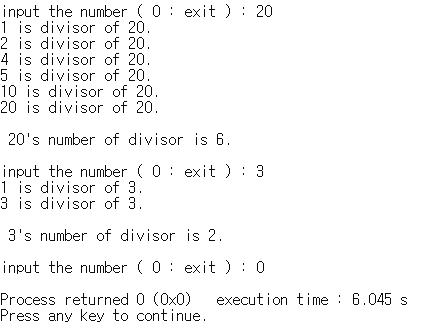 input the number ( 0 : exit ) : 20
1 is divisor of 20.
2 is divisor of 20.
4 is divisor of 20.
5 is divisor of 20.
10 is divisor of 20.
20 is divisor of 20.
20's number of divisor is 6.
input the number ( 0 : exit ) : 3
1 is divisor of 3.
3 is divisor of 3.
3's number of divisor is 2.
input the number ( 0 : exit ) : 0
Process returned 0 (0x0)   execution time : 6.045 s
Press any key to continue.